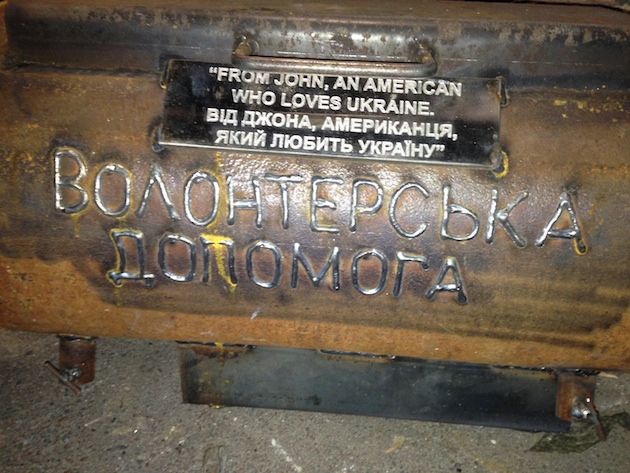 "FROM JOHN, AN AMERICAN
WHO LOVES UKRAINE.
ВІД ДЖОНА, АМЕРИКАНЦЯ,
ЯКИЙ ЛЮБИТЬ УКРАЇНУ"
ВОЛОНТЕРСЬКА
ДОПОМОГА